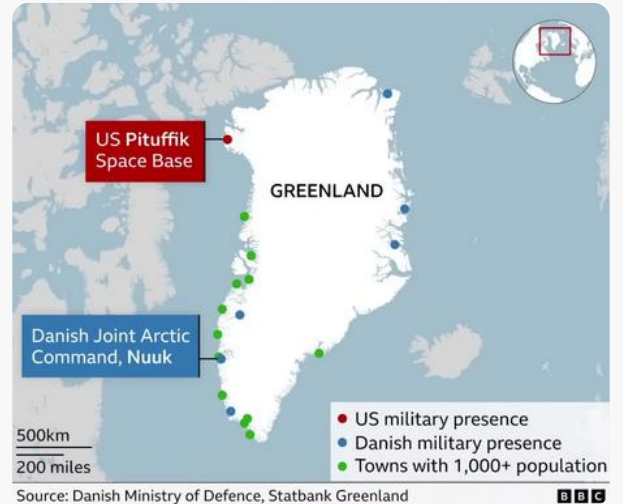 US Pituffik
Space Base
GREENLAND
Danish Joint Arctic
Command, Nuuk
500km
200 miles
US military presence
Danish military presence
Towns with 1,000+ population
Source: Danish Ministry of Defence, Statbank Greenland
BBC